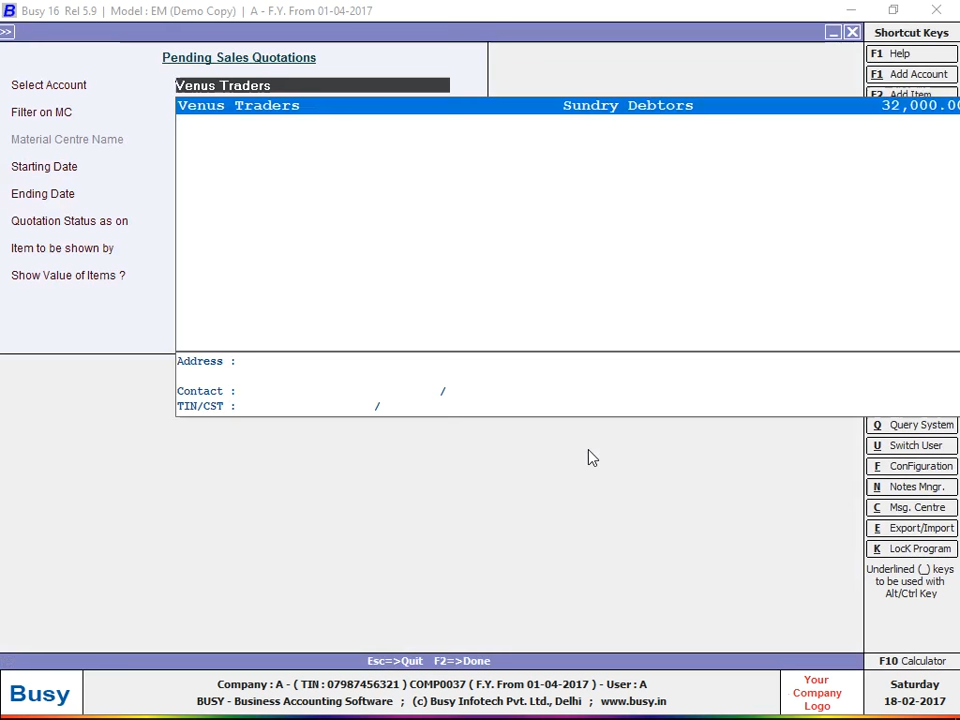 Busy 16 Rel 5.9 | Model : EM (Demo Copy) | A - F.Y. From 01-04-2017
>>
Shortcut Keys
Pending Sales Quotations
F1 Help
Select Account Venus Traders
F1 Add Account
F2 Add Item
Venus Traders Sundry Debtors 32,000.00
Filter on MC
Material Centre Name
Starting Date
Ending Date
Quotation Status as on
Item to be shown by
Show Value of Items ?
Address :
Contact : /
TIN/CST : /
Q Query System
U Switch User
F ConFiguration
N Notes Mngr.
C Msg. Centre
E Export/Import
K LocK Program
Underlined (_) keys
to be used with
Alt/Ctrl Key
Esc=>Quit F2=>Done
F10 Calculator
Busy
Company : A - ( TIN : 07987456321 ) COMP0037 ( F.Y. From 01-04-2017 ) - User : A
BUSY - Business Accounting Software ; (c) Busy Infotech Pvt. Ltd., Delhi ; www.busy.in
Your
Company
Logo
Saturday
18-02-2017